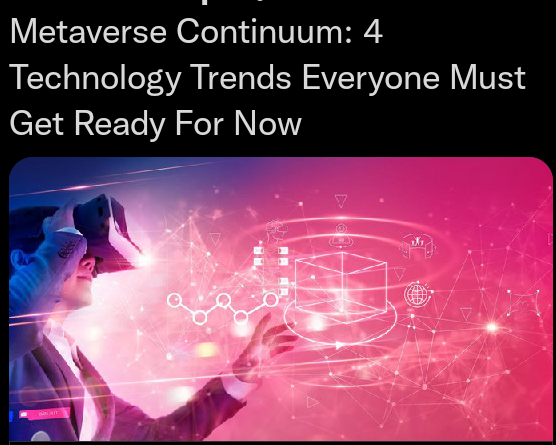 Metaverse Continuum: 4
Technology Trends Everyone Must
Get Ready For Now